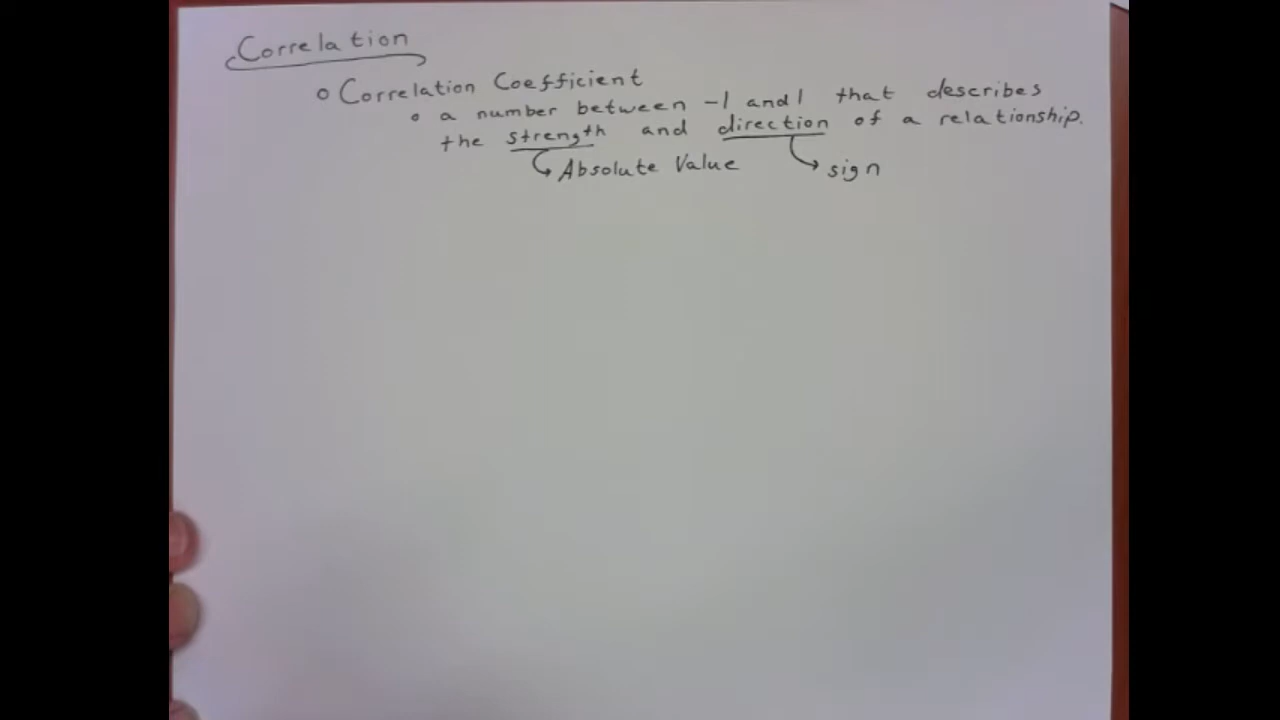 Correlation
o Correlation Coefficient
o a number between -1 and 1 that describes
the strength and direction of a relationship.
Absolute Value sign